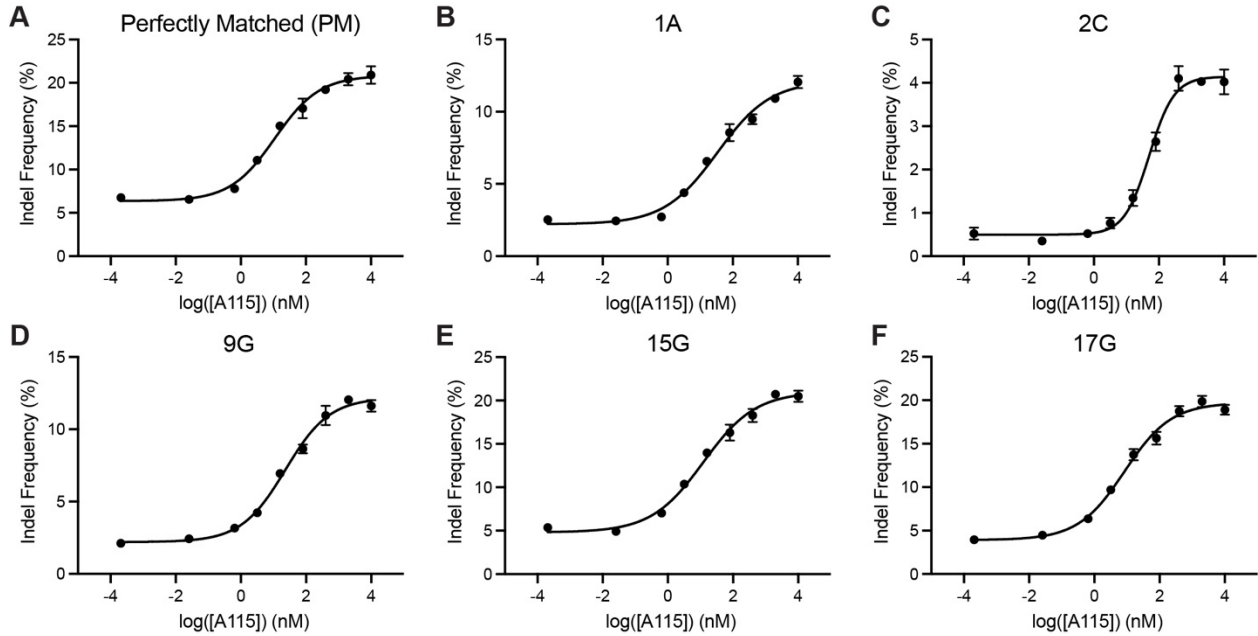 A
Perfectly Matched (PM)
Indel Frequency (%)
25
20
15
10
5
0
-4
-2
0
2
4
log([A115]) (nM)
B
1A
Indel Frequency (%)
15
10
5
0
-4
-2
0
2
4
log([A115]) (nM)
C
2C
Indel Frequency (%)
5
4
3
2
1
0
-4
-2
0
2
4
log([A115]) (nM)
D
9G
Indel Frequency (%)
15
10
5
0
-4
-2
0
2
4
log([A115]) (nM)
E
15G
Indel Frequency (%)
25
20
15
10
5
0
-4
-2
0
2
4
log([A115]) (nM)
F
17G
Indel Frequency (%)
25
20
15
10
5
0
-4
-2
0
2
4
log([A115]) (nM)